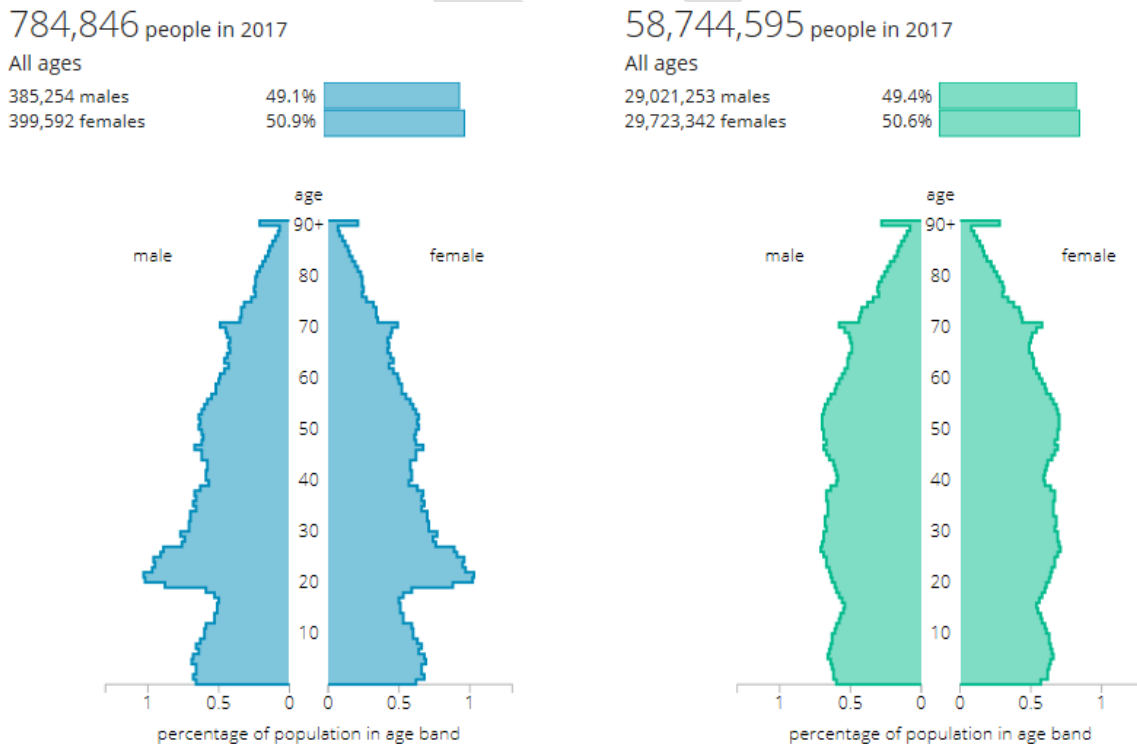 784,846 people in 2017
All ages
385,254 males 49.1%
399,592 females 50.9%
age
90+
male female
80
70
60
50
40
30
20
10
1 0.5 0 0 0.5 1
percentage of population in age band
58,744,595 people in 2017
All ages
29,021,253 males 49.4%
29,723,342 females 50.6%
age
90+
male female
80
70
60
50
40
30
20
10
1 0.5 0 0 0.5 1
percentage of population in age band